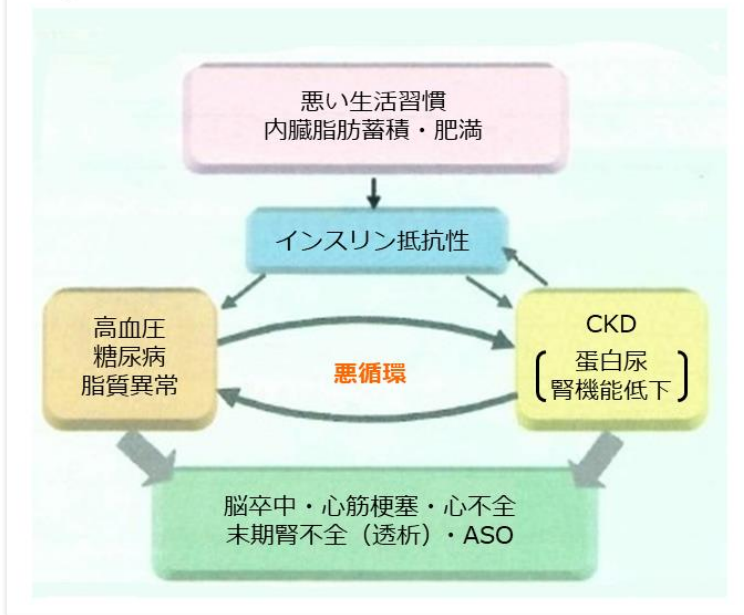 悪い生活習慣
内臓脂肪蓄積・肥満
インスリン抵抗性
高血圧
糖尿病
脂質異常
悪循環
CKD
蛋白尿
腎機能低下
脳卒中・心筋梗塞・心不全
末期腎不全（透析）・ASO